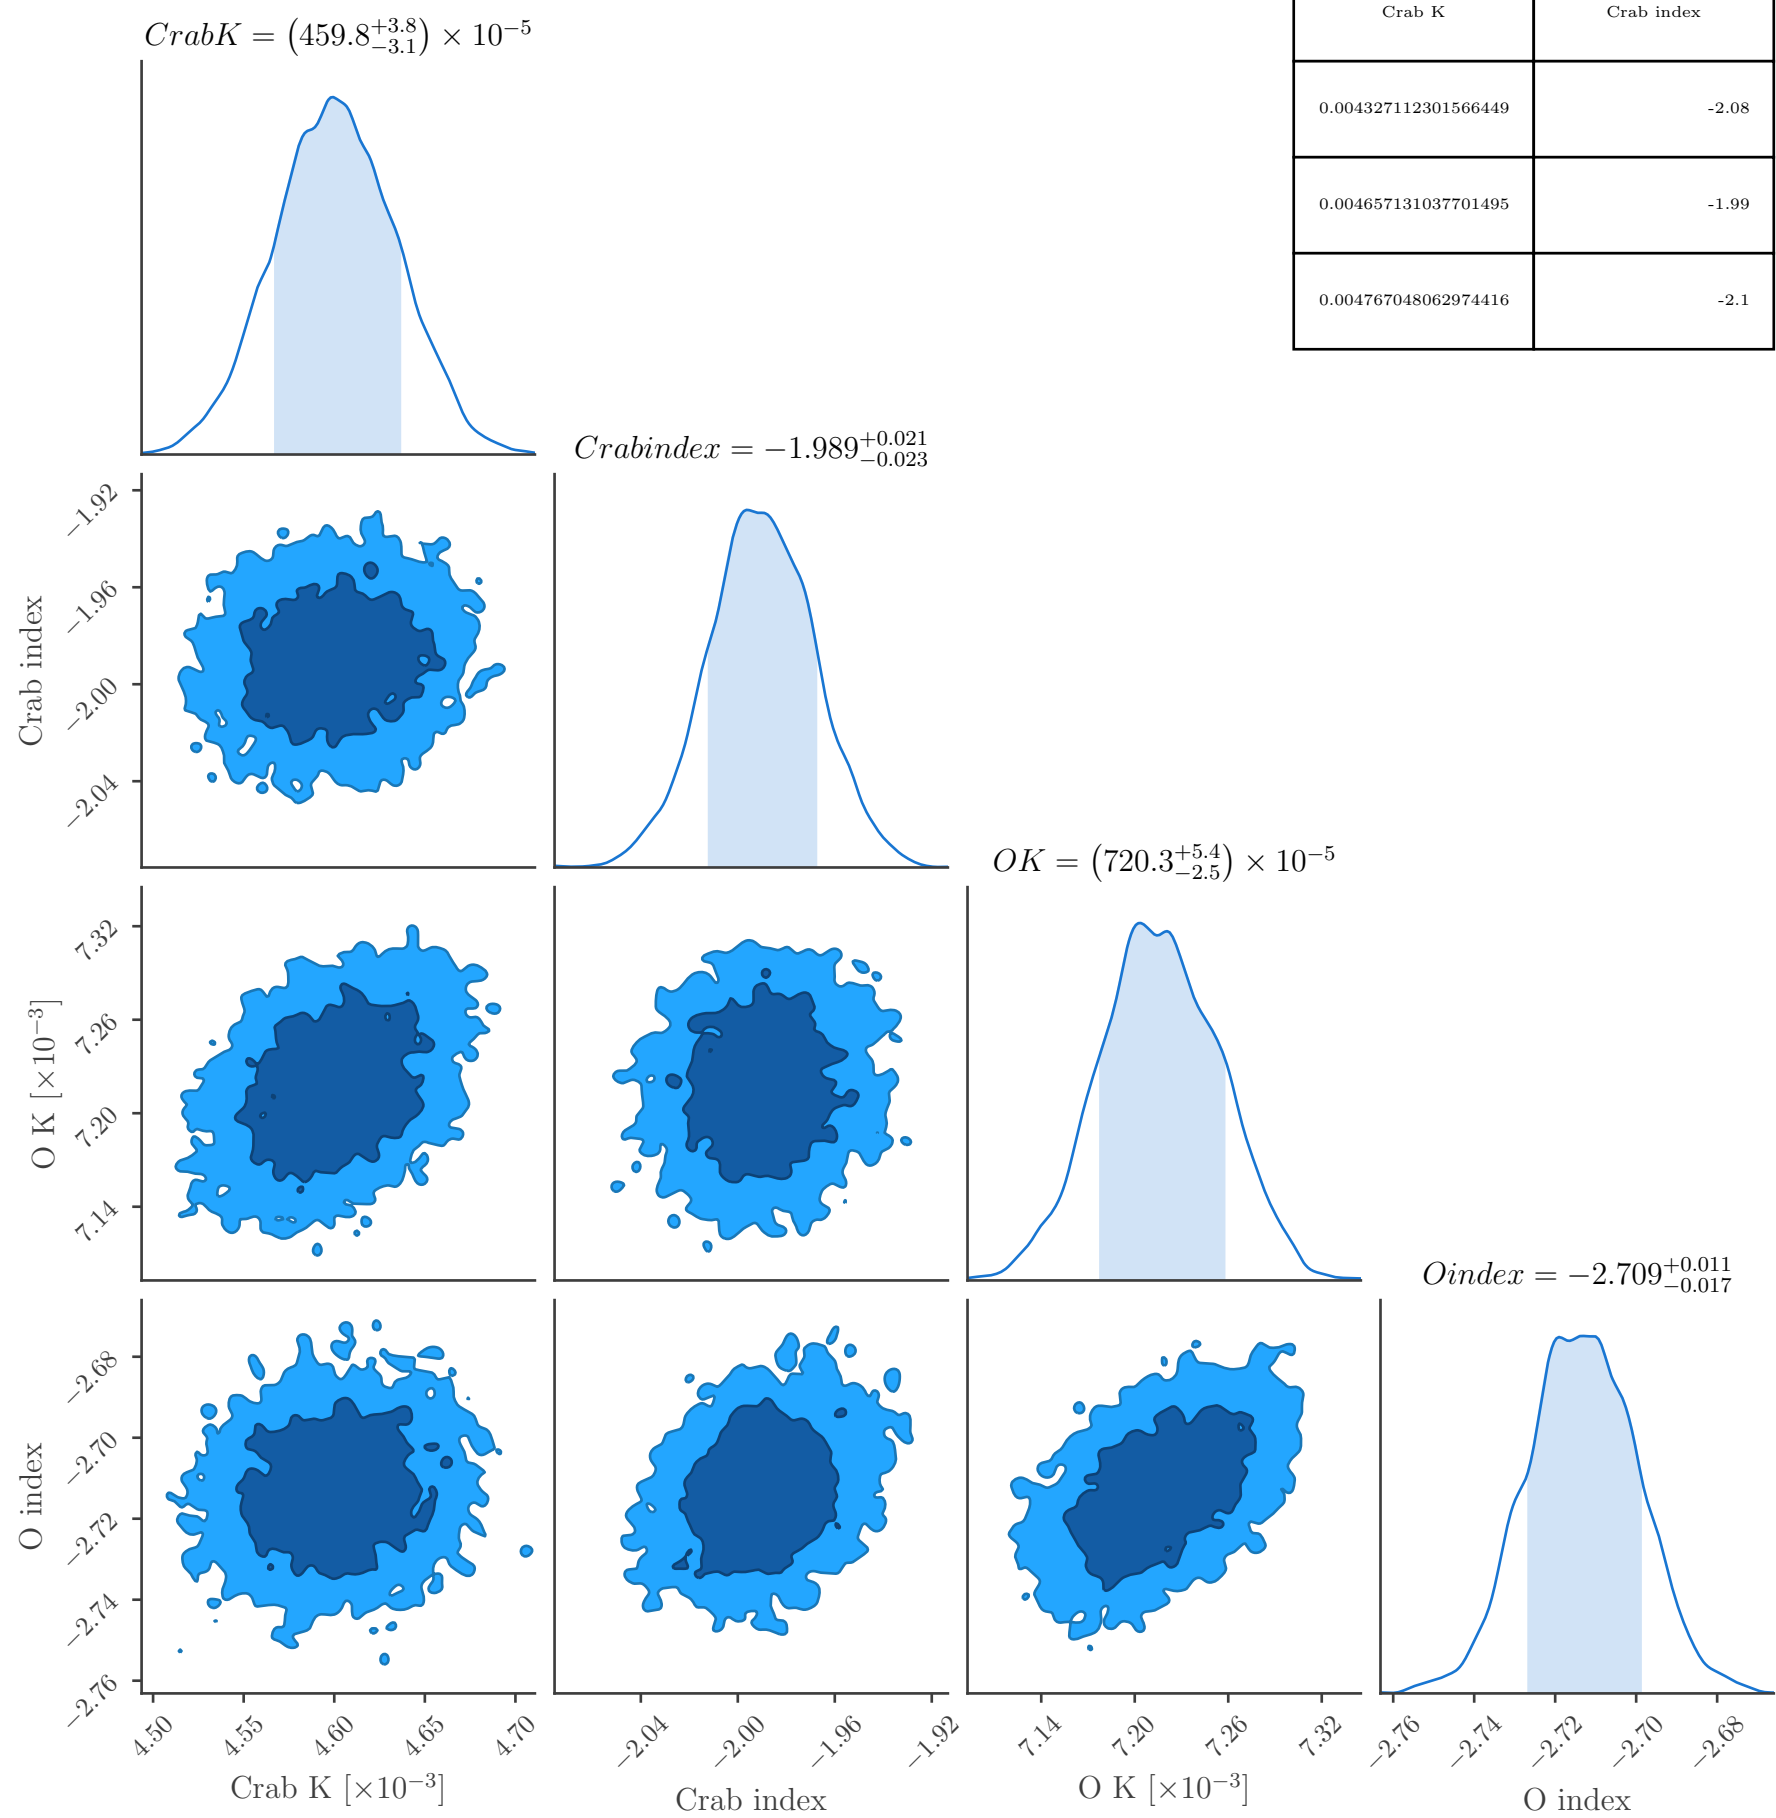 Crab K Crab index
0.004327112301566449 -2.08
0.004657131037701495 -1.99
0.004767048062974416 -2.1
CrabK = (459.8^{+3.8}_{-3.1}) × 10^{-5}
Crabindex = −1.989^{+0.021}_{-0.023}
OK = (720.3^{+5.4}_{-2.5}) × 10^{-5}
Oindex = −2.709^{+0.011}_{-0.017}
Crab index
−1.92
−1.96
−2.00
−2.04
O K [×10^{-3}]
7.32
7.26
7.20
7.14
O index
−2.68
−2.70
−2.72
−2.74
−2.76
4.50 4.55 4.60 4.65 4.70
Crab K [×10^{-3}]
−2.04 −2.00 −1.96 −1.92
Crab index
7.14 7.20 7.26 7.32
O K [×10^{-3}]
−2.76 −2.74 −2.72 −2.70 −2.68
O index